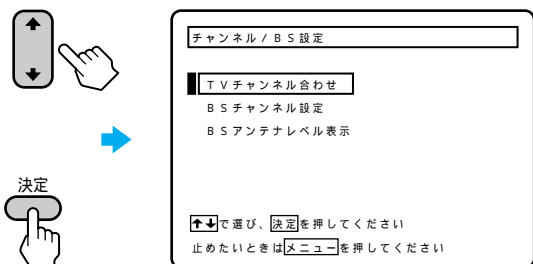 チャンネル/BS設定
TVチャンネル合わせ
BSチャンネル設定
BSアンテナレベル表示
決定
↑↓で選び、決定を押してください
止めたいときはメニューを押してください